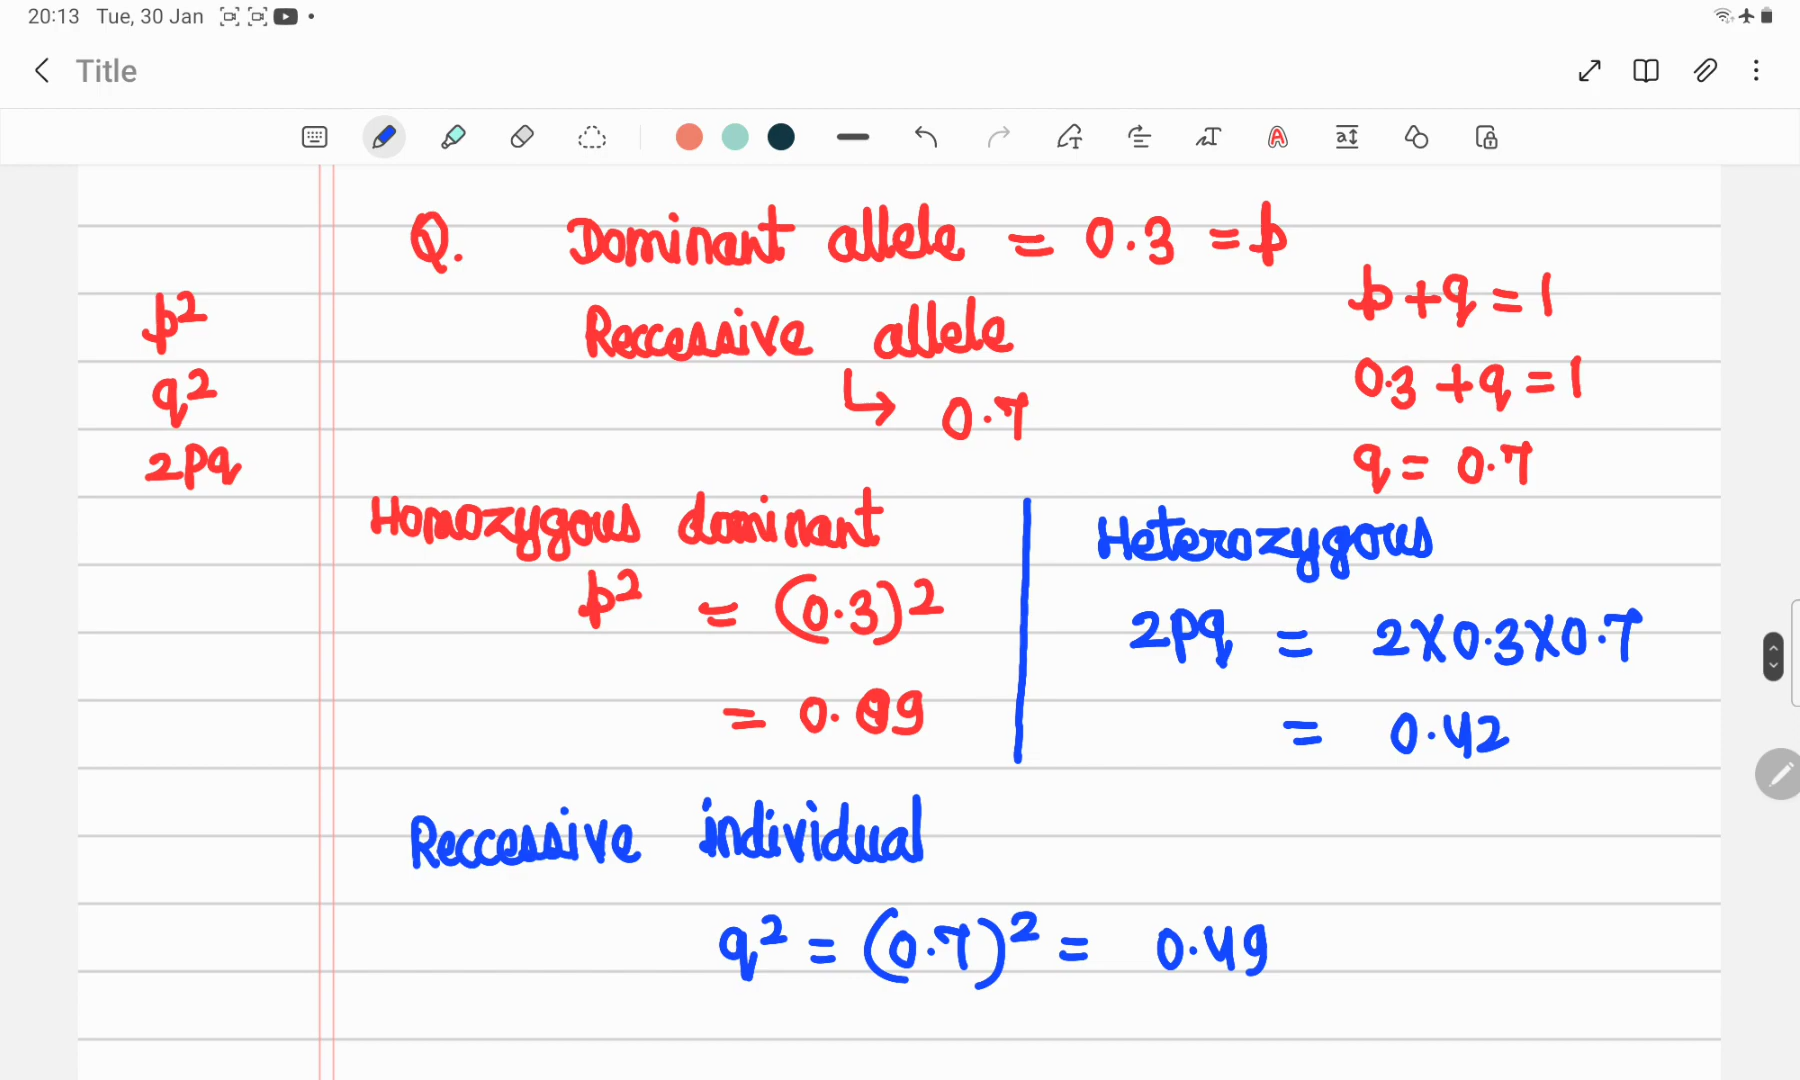 20:13 Tue, 30 Jan
Title
Q. Dominant allele = 0.3 = p
p + q = 1
p²
Reccessive allele
0.3 + q = 1
q²
↳ 0.7
q = 0.7
2pq
Homozygous dominant
p² = (0.3)²
= 0.09
Heterozygous
2pq = 2×0.3×0.7
= 0.42
Reccessive individual
q² = (0.7)² = 0.49